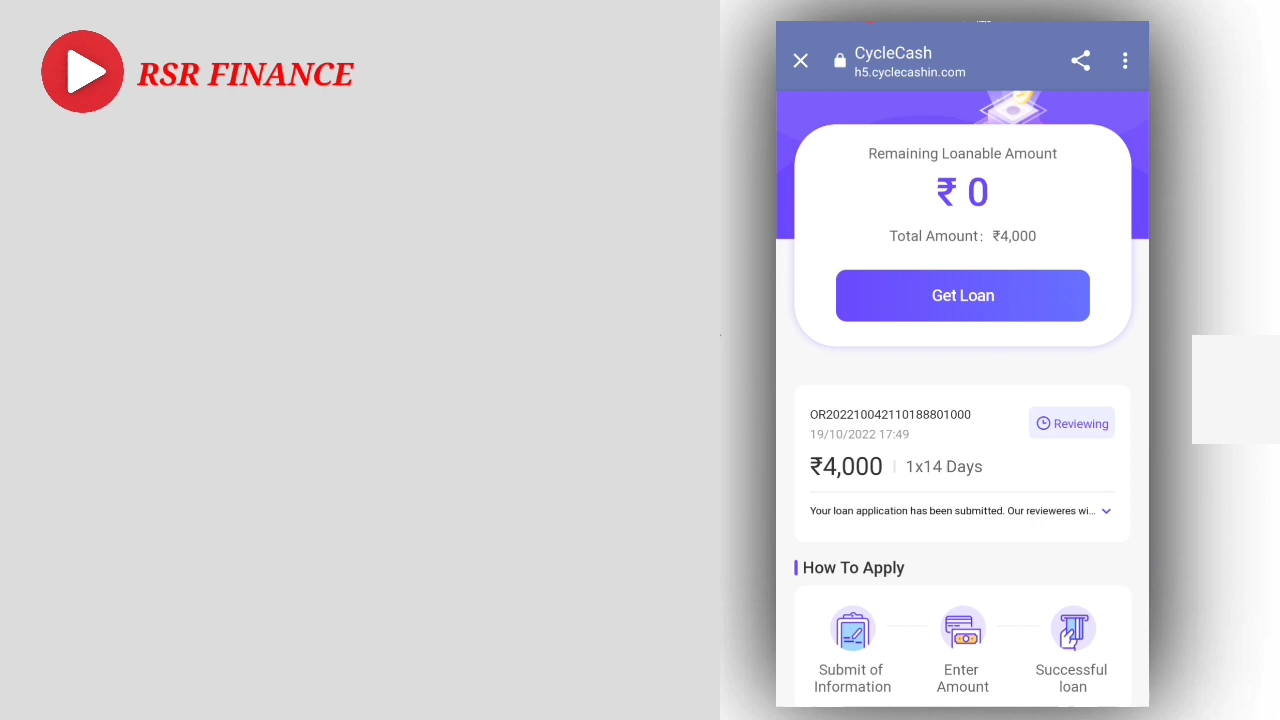 RSR FINANCE
CycleCash
h5.cyclecashin.com
Remaining Loanable Amount
₹ 0
Total Amount: ₹4,000
Get Loan
OR202210042110188801000
Reviewing
19/10/2022 17:49
₹4,000
1x14 Days
Your loan application has been submitted. Our revieweres wi...
How To Apply
Submit of
Information
Enter
Amount
Successful
loan